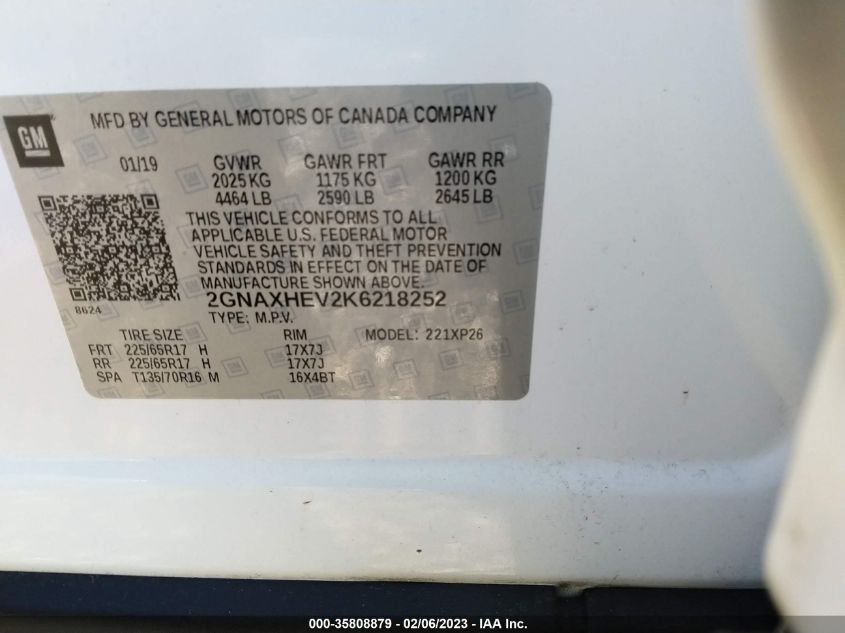 MFD BY GENERAL MOTORS OF CANADA COMPANY
GM
01/19 GVWR GAWR FRT GAWR RR
2025 KG 1175 KG 1200 KG
4464 LB 2590 LB 2645 LB
THIS VEHICLE CONFORMS TO ALL
APPLICABLE U.S. FEDERAL MOTOR
VEHICLE SAFETY AND THEFT PREVENTION
STANDARDS IN EFFECT ON THE DATE OF
MANUFACTURE SHOWN ABOVE.
8624 2GNAXHEV2K6218252
TYPE: M.P.V.
TIRE SIZE RIM MODEL: 221XP26
FRT 225/65R17 H 17X7J
RR 225/65R17 H 17X7J
SPA T135/70R16 M 16X4BT
000-35808879 - 02/06/2023 - IAA Inc.